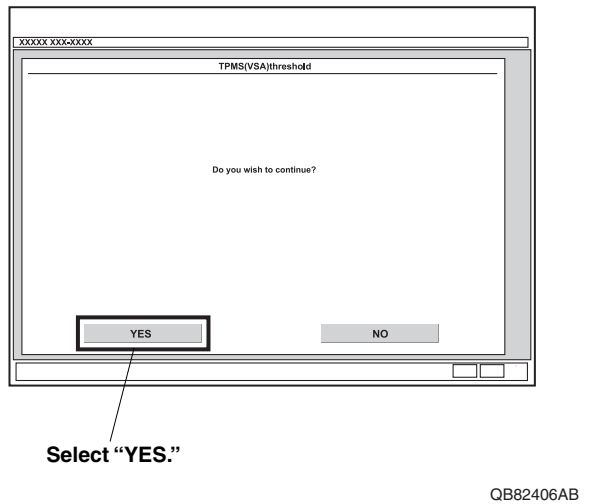 XXXXX XXX-XXXX
TPMS(VSA)threshold
Do you wish to continue?
YES NO
Select “YES.”
QB82406AB